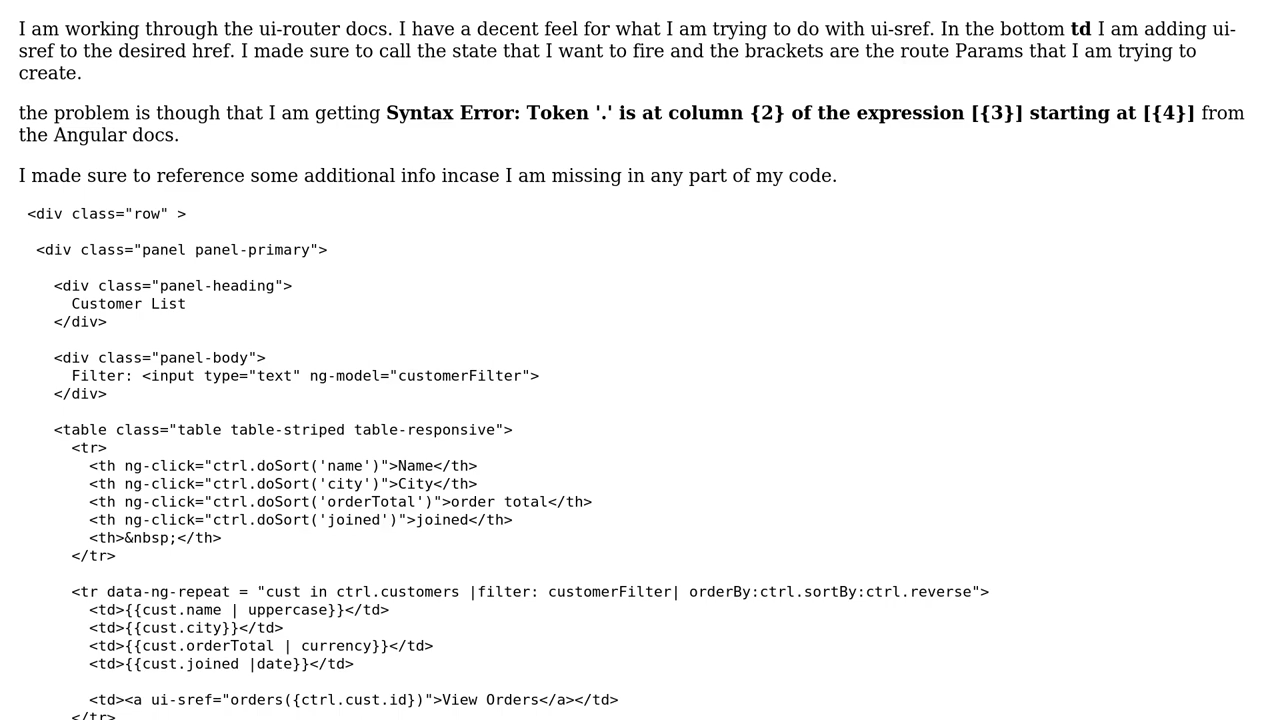 I am working through the ui-router docs. I have a decent feel for what I am trying to do with ui-sref. In the bottom td I am adding ui-
sref to the desired href. I made sure to call the state that I want to fire and the brackets are the route Params that I am trying to
create.
the problem is though that I am getting Syntax Error: Token '.' is at column {2} of the expression [{3}] starting at [{4}] from
the Angular docs.
I made sure to reference some additional info incase I am missing in any part of my code.
<div class="row" >
<div class="panel panel-primary">
<div class="panel-heading">
Customer List
</div>
<div class="panel-body">
Filter: <input type="text" ng-model="customerFilter">
</div>
<table class="table table-striped table-responsive">
<tr>
<th ng-click="ctrl.doSort('name')">Name</th>
<th ng-click="ctrl.doSort('city')">City</th>
<th ng-click="ctrl.doSort('orderTotal')">order total</th>
<th ng-click="ctrl.doSort('joined')">joined</th>
<th>&nbsp;</th>
</tr>
<tr data-ng-repeat = "cust in ctrl.customers |filter: customerFilter| orderBy:ctrl.sortBy:ctrl.reverse">
<td>{{cust.name | uppercase}}</td>
<td>{{cust.city}}</td>
<td>{{cust.orderTotal | currency}}</td>
<td>{{cust.joined |date}}</td>
<td><a ui-sref="orders({ctrl.cust.id})">View Orders</a></td>
</tr>